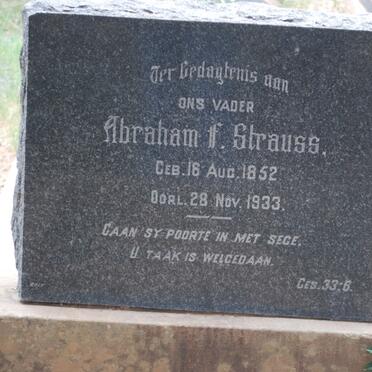 Ter Gedagtenis aan
ONS VADER
Abraham F. Strauss.
GEB. 16 AUG. 1852
OORL. 28 NOV. 1933.
GAAN SY POORTE IN MET SEGE.
U TAAK IS WELGEDAAN.
GES. 33:6.